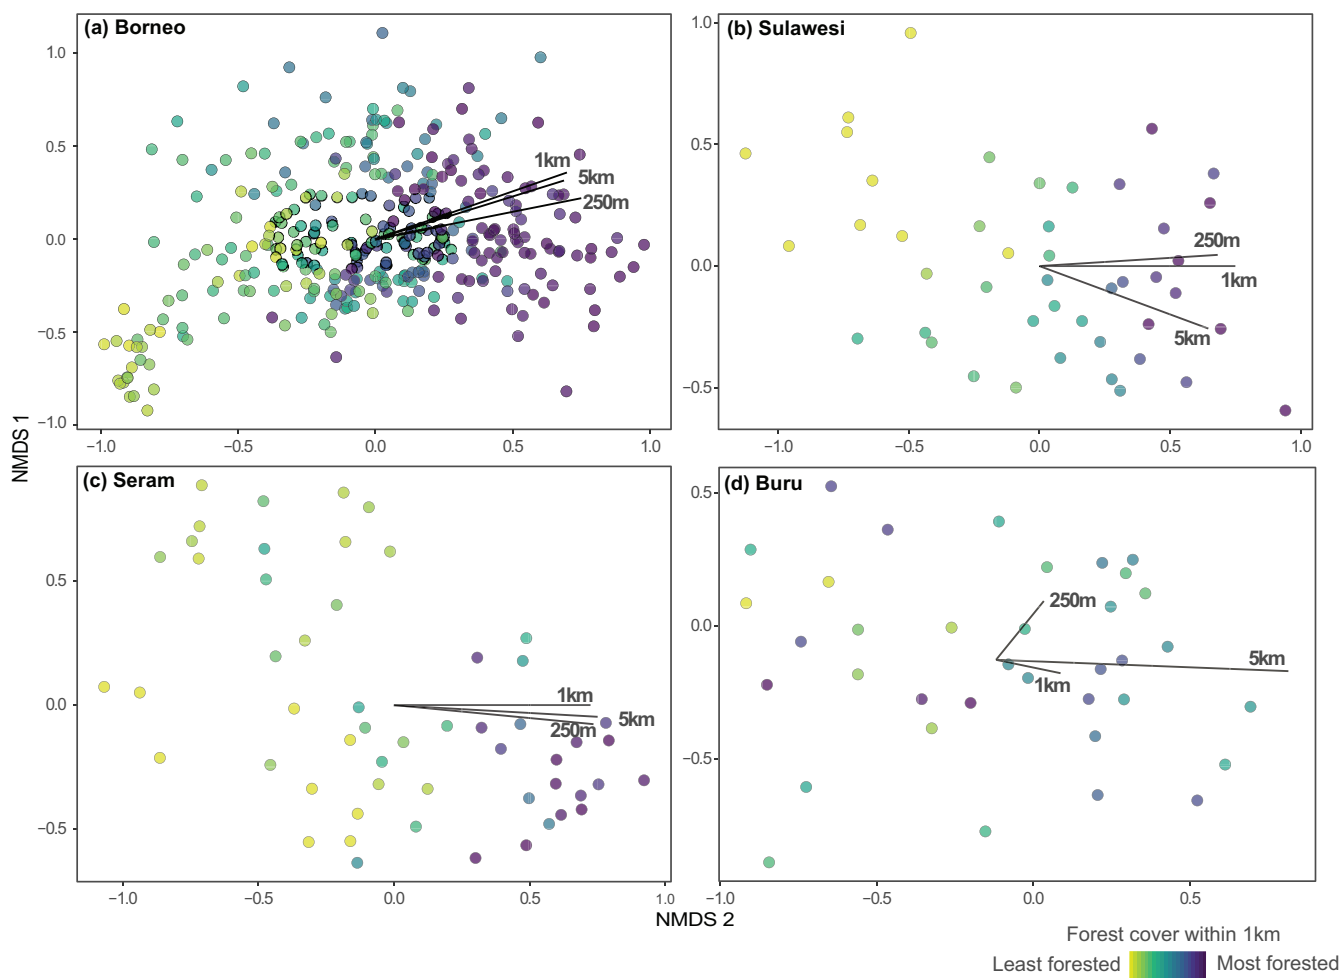 (a) Borneo
1.0
0.5
0.0
−0.5
−1.0
−1.0 −0.5 0.0 0.5 1.0
1km
5km
250m
(b) Sulawesi
1.0
0.5
0.0
−0.5
−1.0 −0.5 0.0 0.5 1.0
250m
1km
5km
NMDS 1
(c) Seram
0.5
0.0
−0.5
−1.0 −0.5 0.0 0.5 1.0
1km
5km
250m
(d) Buru
0.5
0.0
−0.5
−1.0 −0.5 0.0 0.5
250m
5km
1km
NMDS 2
Forest cover within 1km
Least forested Most forested